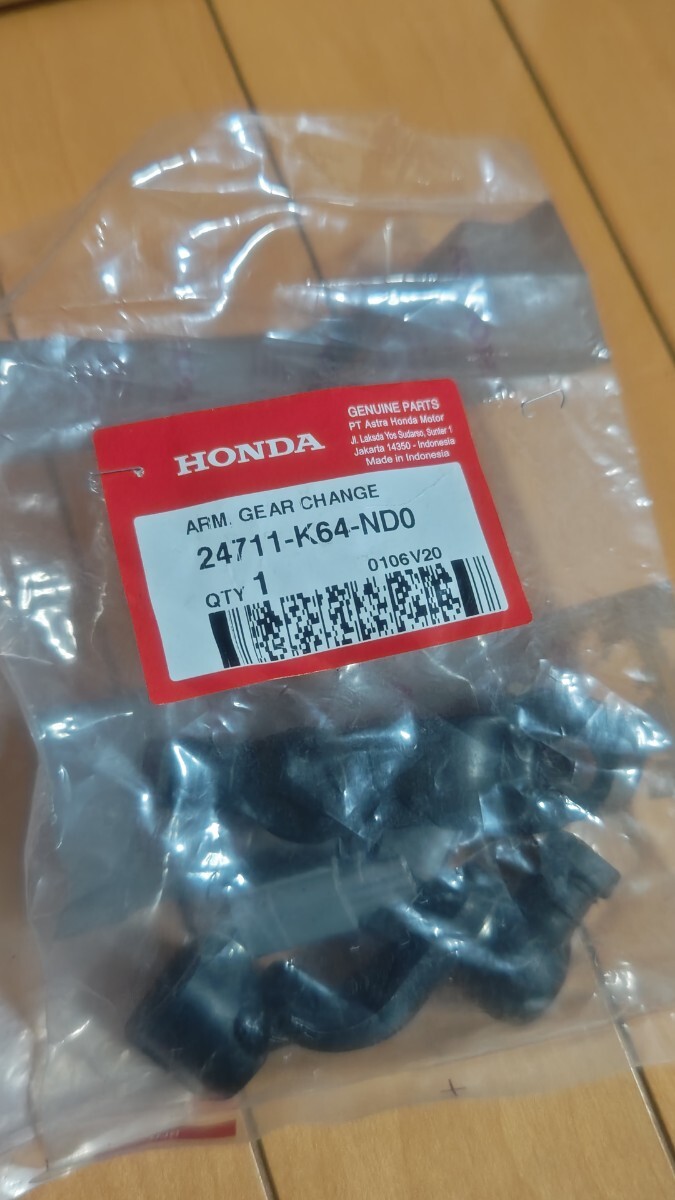 HONDA
GENUINE PARTS
PT Astra Honda Motor
Jl. Laksda Yos Sudarso, Sunter 1
Jakarta 14350 - Indonesia
Made in Indonesia
ARM, GEAR CHANGE
24711-K64-ND0
QTY 1
0106V20